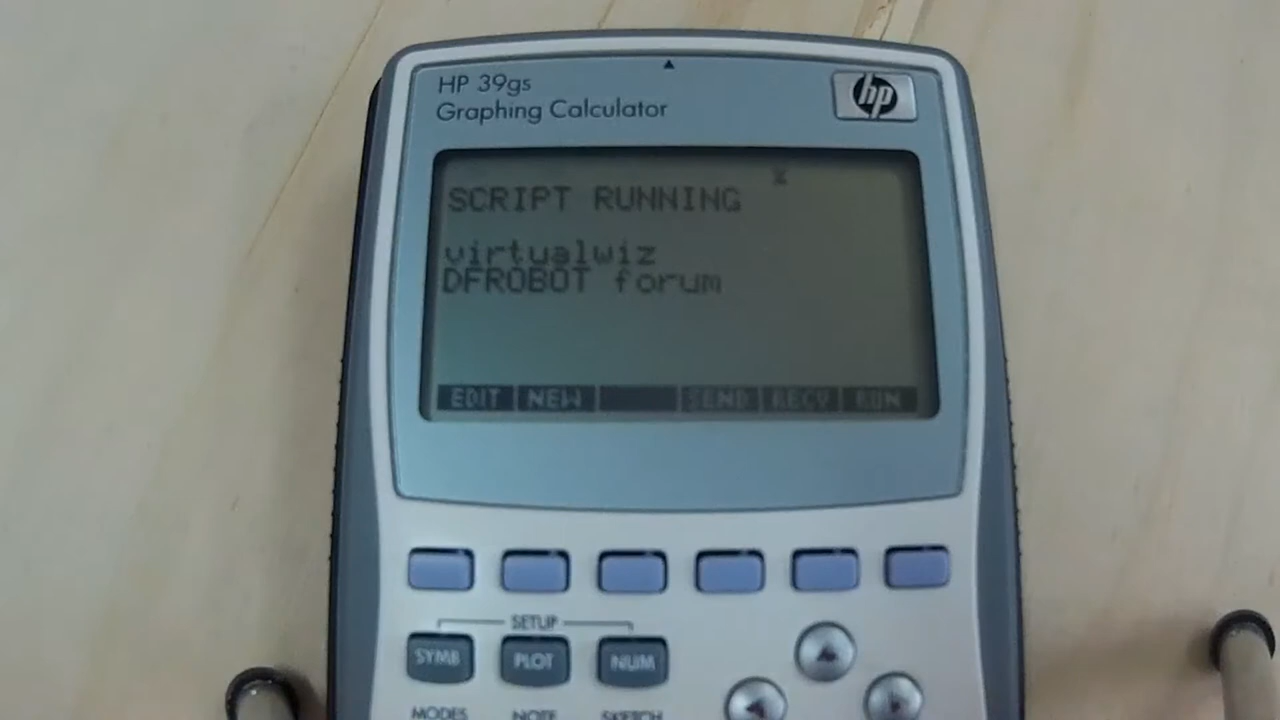 HP 39gs
Graphing Calculator
hp
SCRIPT RUNNING
virtualwiz
DFROBOT forum
EDIT NEW SEND RECV RUN
SETUP
SYMB PLOT NUM
MODES NOTE SKETCH